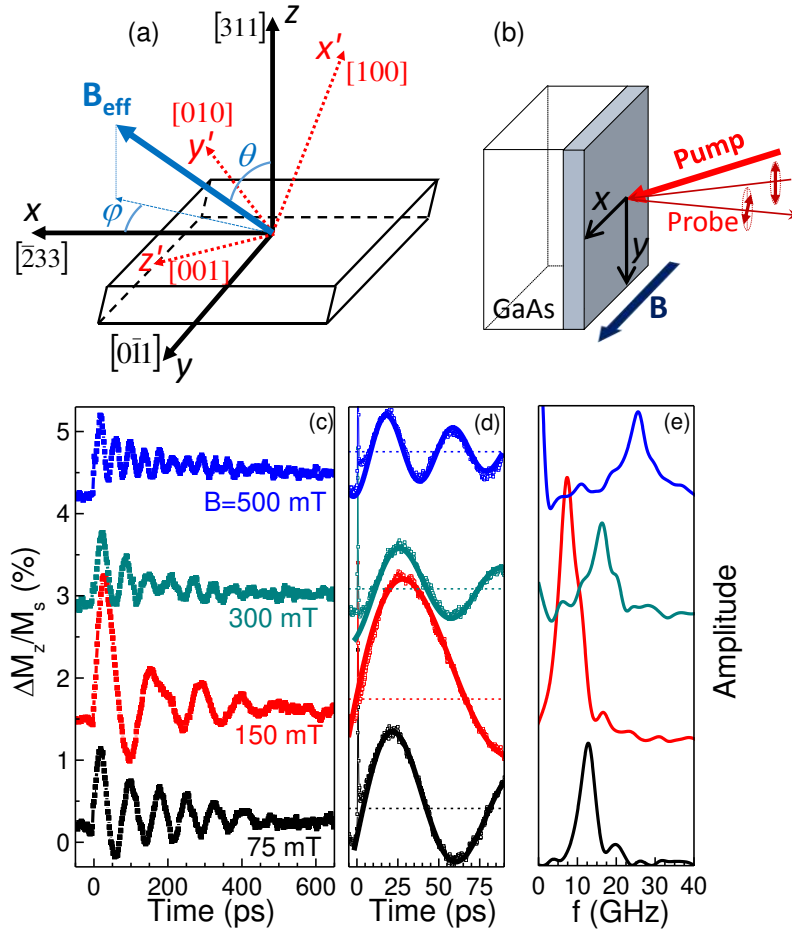 (a)
z
[311]
x'
[100]
B_eff
[010]
y'
θ
φ
x
[2̄33]
z'
[001]
[01̄1]
y
(b)
Pump
Probe
x
y
GaAs
B
(c)
(d)
(e)
ΔM_z/M_s (%)
5
4
3
2
1
0
B=500 mT
300 mT
150 mT
75 mT
0 200 400 600
Time (ps)
0 25 50 75
Time (ps)
0 10 20 30 40
f (GHz)
Amplitude